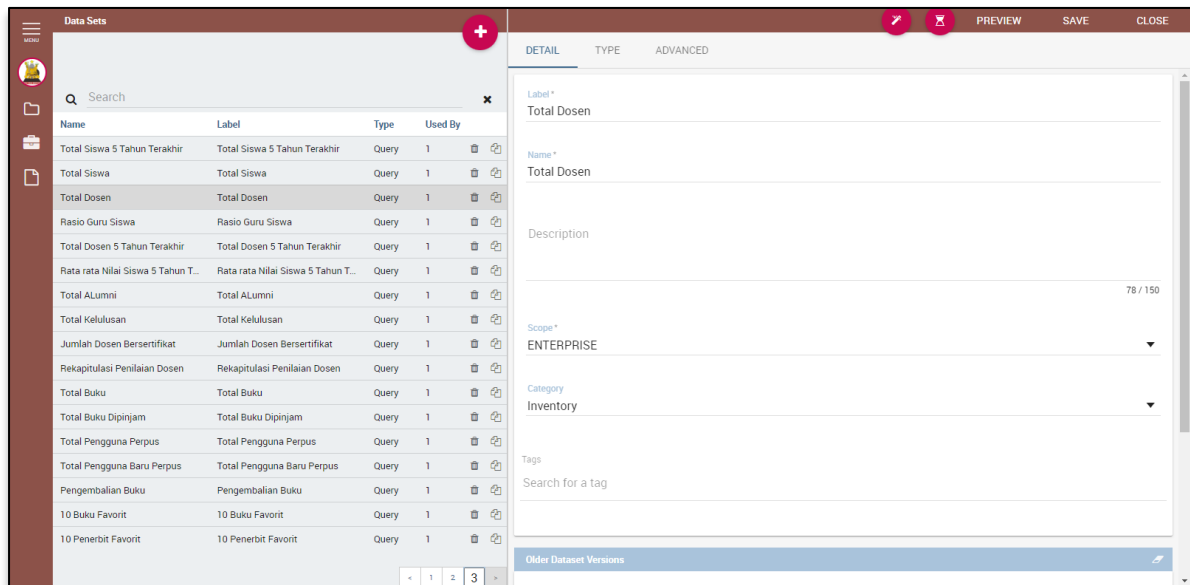 Data Sets
PREVIEW SAVE CLOSE
MENU
+
DETAIL TYPE ADVANCED
Search
Name Label Type Used By
Total Siswa 5 Tahun Terakhir Total Siswa 5 Tahun Terakhir Query 1
Total Siswa Total Siswa Query 1
Total Dosen Total Dosen Query 1
Rasio Guru Siswa Rasio Guru Siswa Query 1
Total Dosen 5 Tahun Terakhir Total Dosen 5 Tahun Terakhir Query 1
Rata rata Nilai Siswa 5 Tahun T... Rata rata Nilai Siswa 5 Tahun T... Query 1
Total ALumni Total ALumni Query 1
Total Kelulusan Total Kelulusan Query 1
Jumlah Dosen Bersertifikat Jumlah Dosen Bersertifikat Query 1
Rekapitulasi Penilaian Dosen Rekapitulasi Penilaian Dosen Query 1
Total Buku Total Buku Query 1
Total Buku Dipinjam Total Buku Dipinjam Query 1
Total Pengguna Perpus Total Pengguna Perpus Query 1
Total Pengguna Baru Perpus Total Pengguna Baru Perpus Query 1
Pengembalian Buku Pengembalian Buku Query 1
10 Buku Favorit 10 Buku Favorit Query 1
10 Penerbit Favorit 10 Penerbit Favorit Query 1
« 1 2 3 »
Label *
Total Dosen
Name *
Total Dosen
Description
78 / 150
Scope *
ENTERPRISE
Category
Inventory
Tags
Search for a tag
Older Dataset Versions